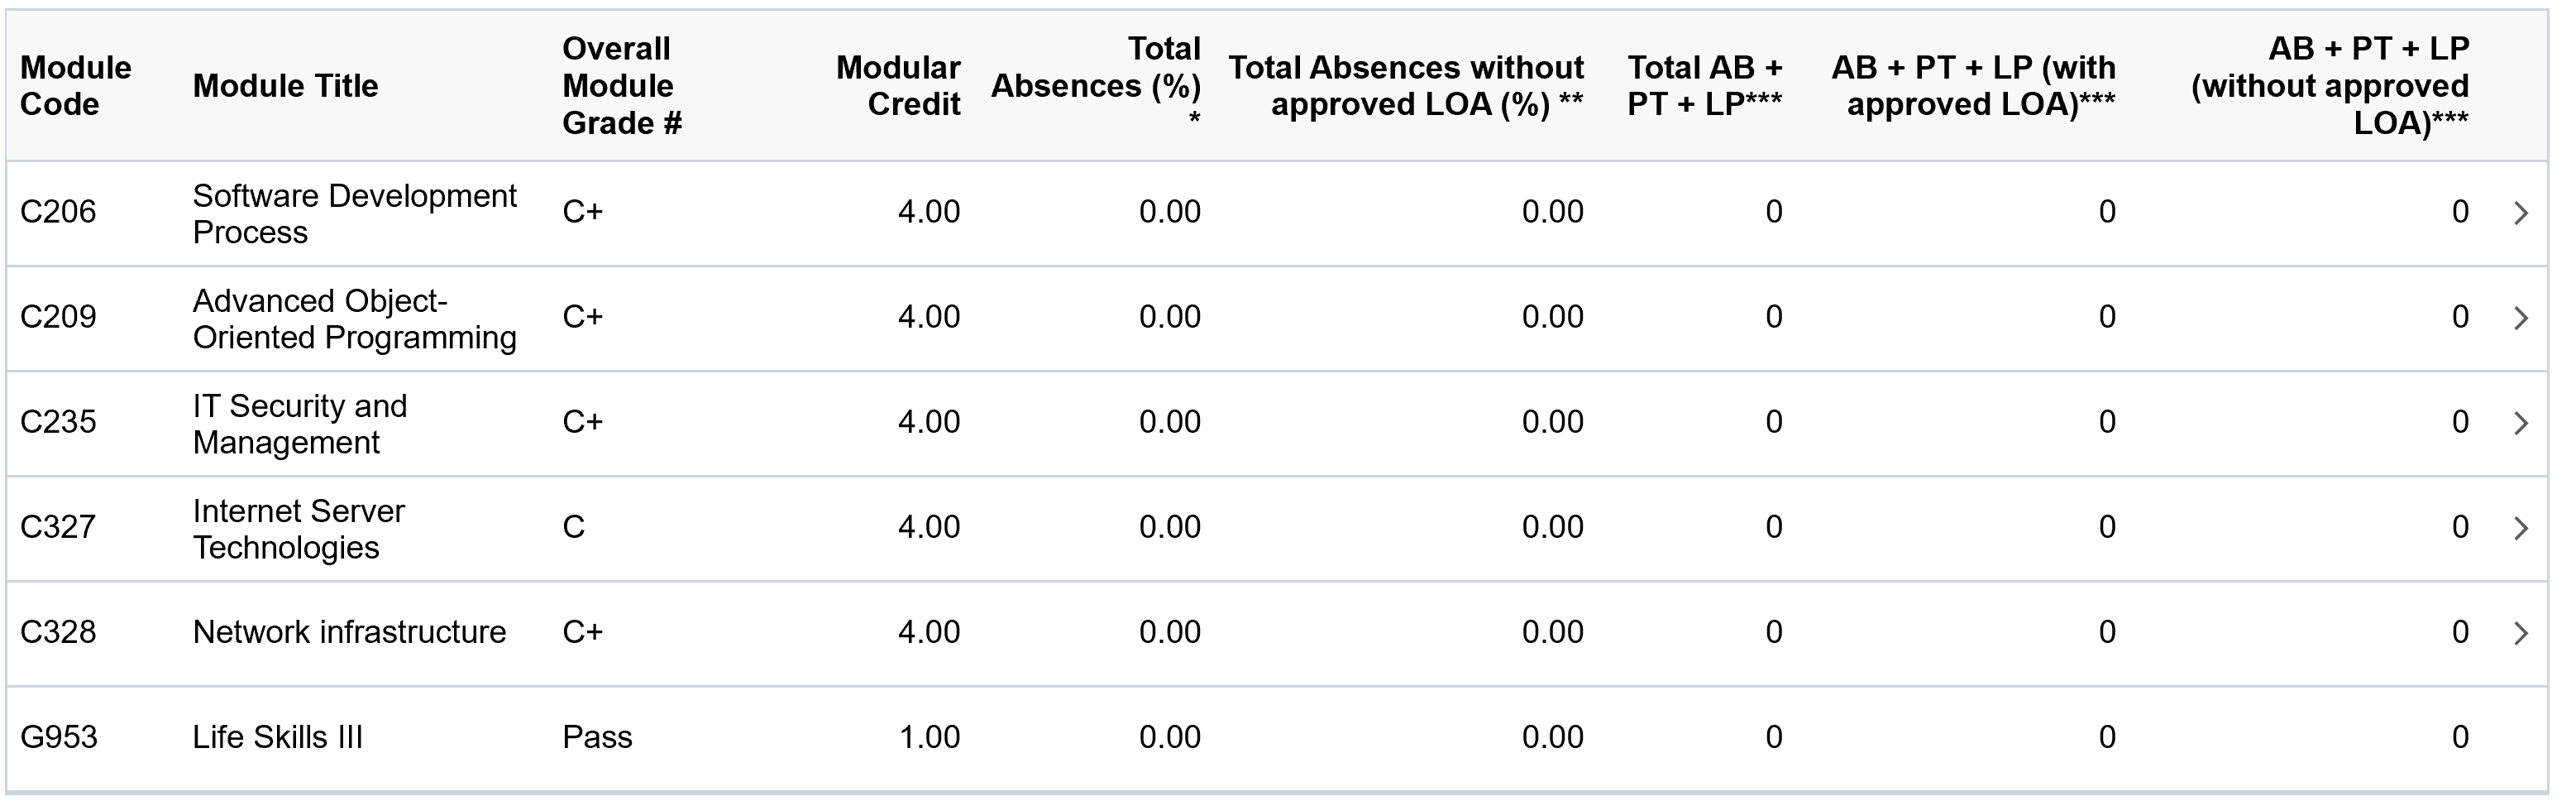 Module Code Module Title Overall Module Grade # Modular Credit Total Absences (%) * Total Absences without approved LOA (%) ** Total AB + PT + LP*** AB + PT + LP (with approved LOA)*** AB + PT + LP (without approved LOA)***
C206 Software Development Process C+ 4.00 0.00 0.00 0 0 0
C209 Advanced Object-Oriented Programming C+ 4.00 0.00 0.00 0 0 0
C235 IT Security and Management C+ 4.00 0.00 0.00 0 0 0
C327 Internet Server Technologies C 4.00 0.00 0.00 0 0 0
C328 Network infrastructure C+ 4.00 0.00 0.00 0 0 0
G953 Life Skills III Pass 1.00 0.00 0.00 0 0 0